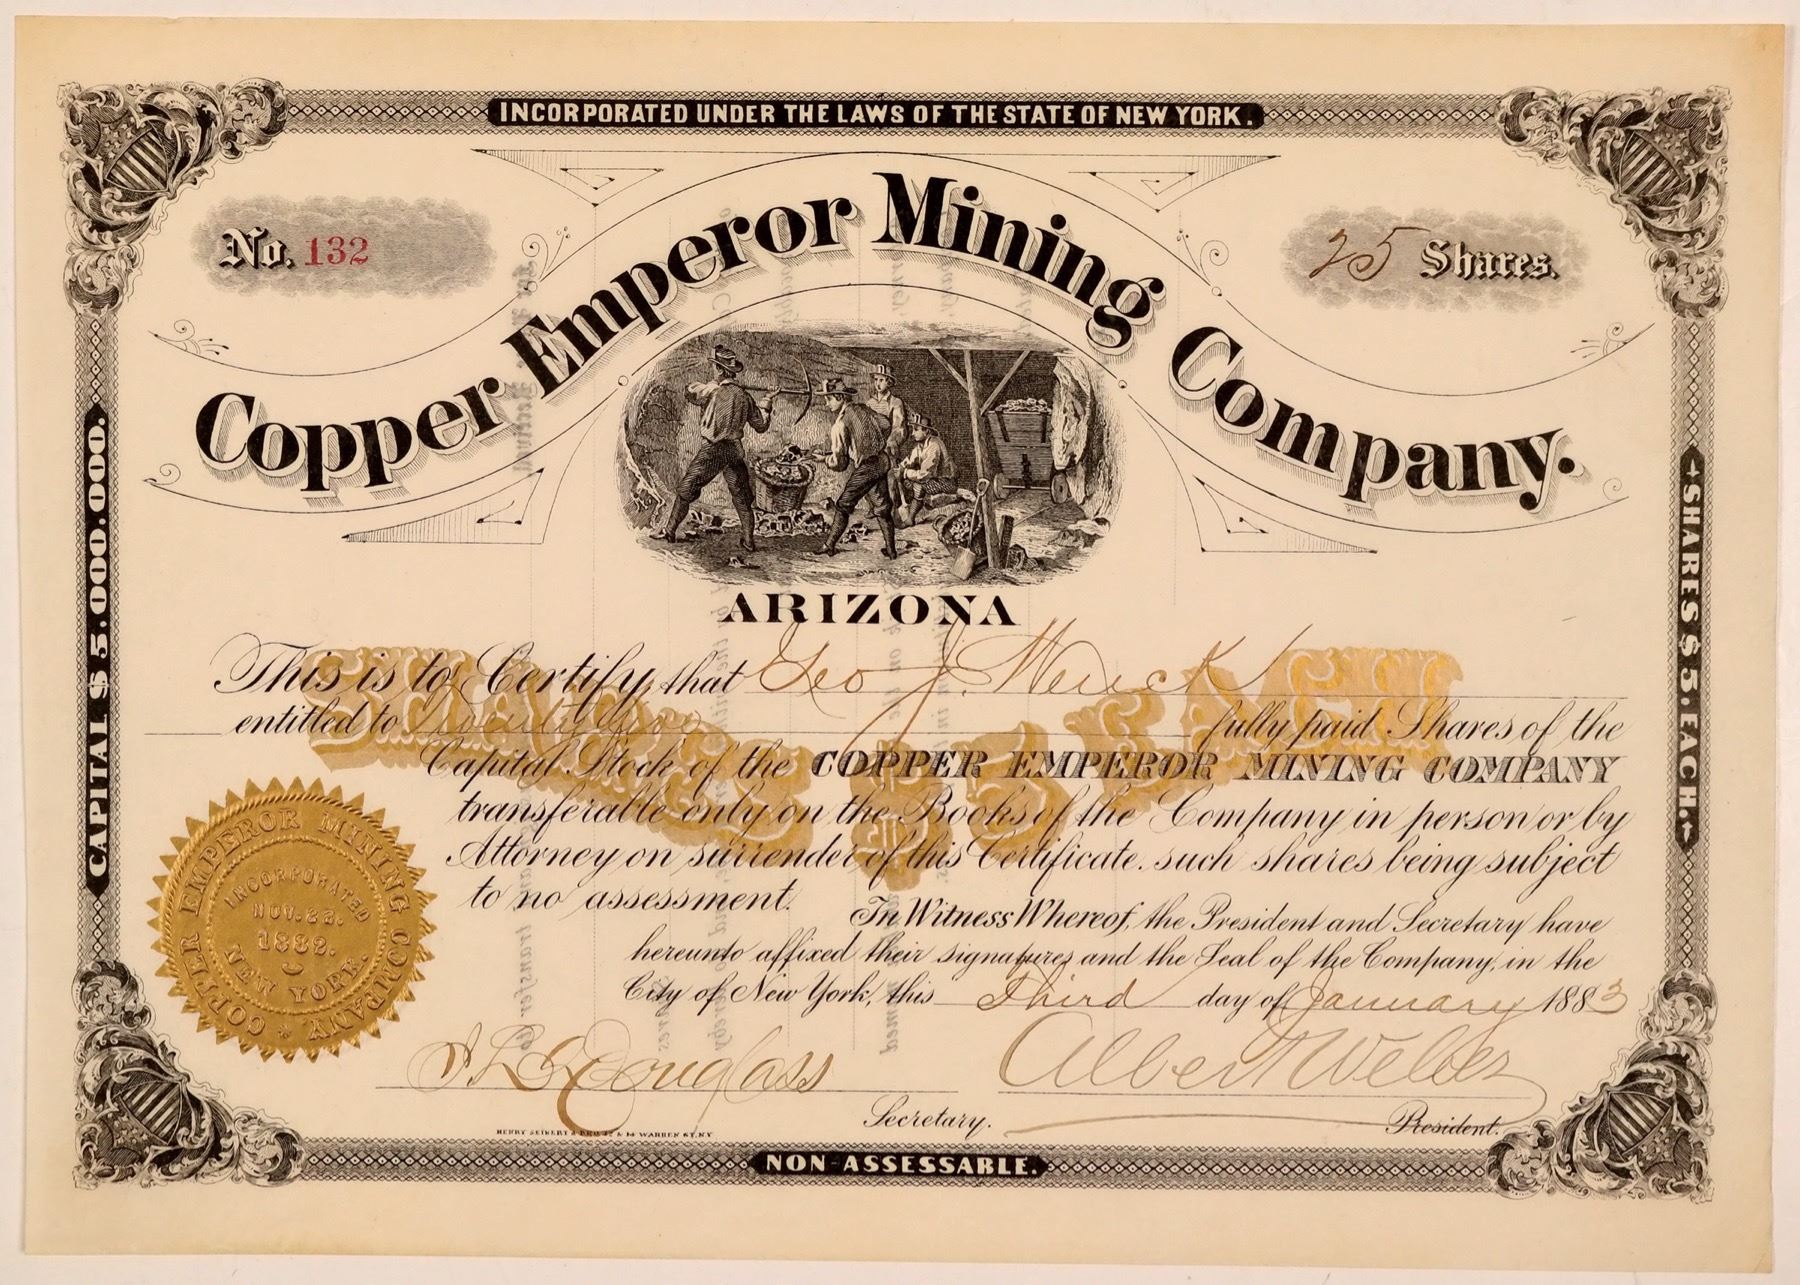 INCORPORATED UNDER THE LAWS OF THE STATE OF NEW YORK.
No. 132
25 Shares.
Copper Emperor Mining Company.
ARIZONA
CAPITAL $5.000.000.
SHARES $5. EACH.
This is to Certify, that Geo J.
entitled to fully paid Shares of the
Capital Stock of the COPPER EMPEROR MINING COMPANY
transferable only on the Books of the Company in person or by
Attorney on surrender of this Certificate. such shares being subject
to no assessment.
In Witness Whereof, the President and Secretary have
hereunto affixed their signatures and the Seal of the Company, in the
City of New York, this Third day of January 1883
COPPER EMPEROR MINING COMPANY.
INCORPORATED
NOV. 22.
1882.
NEW YORK.
Douglass
Secretary.
Albert Weber
President.
WARREN ST. N.Y
NON-ASSESSABLE.